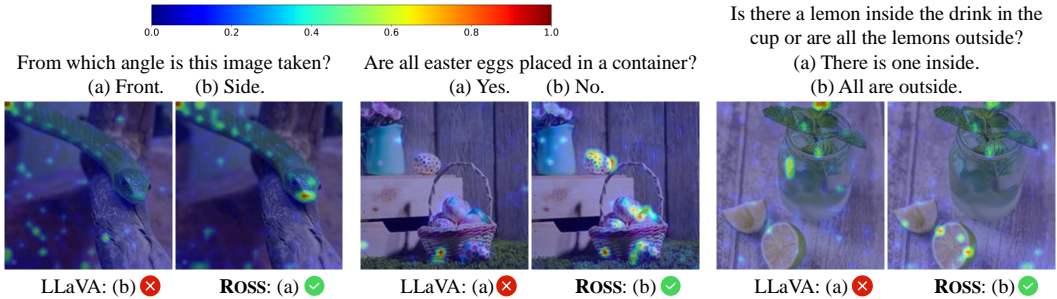 0.0 0.2 0.4 0.6 0.8 1.0
From which angle is this image taken?
(a) Front. (b) Side.
LLaVA: (b)
ROSS: (a)
Are all easter eggs placed in a container?
(a) Yes. (b) No.
LLaVA: (a)
ROSS: (b)
Is there a lemon inside the drink in the
cup or are all the lemons outside?
(a) There is one inside.
(b) All are outside.
LLaVA: (a)
ROSS: (b)